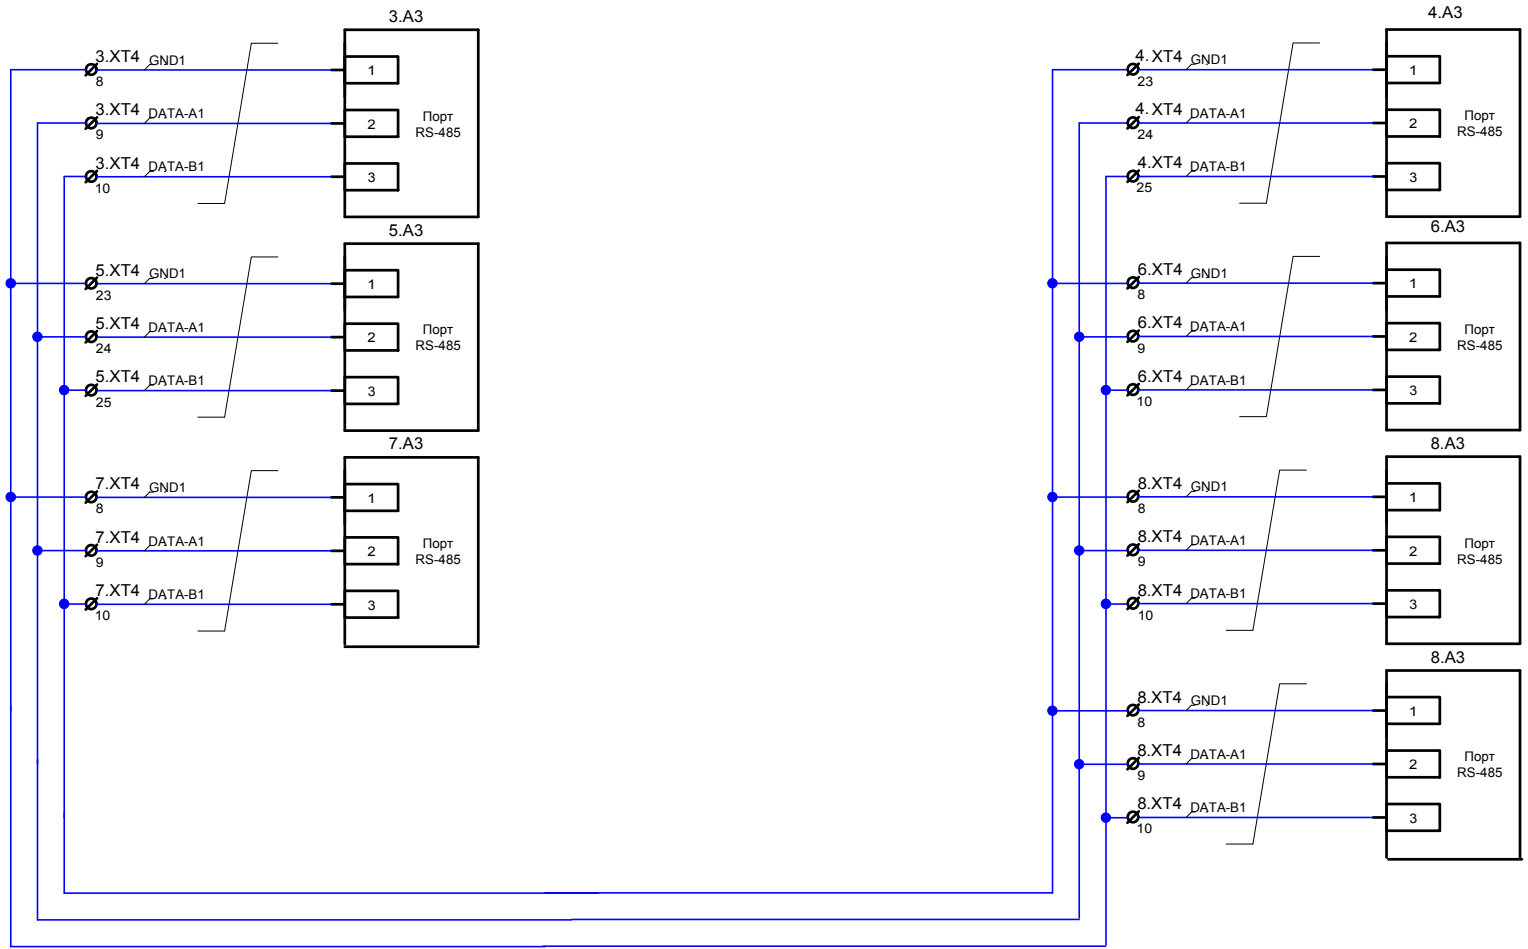 3.A3
3.XT4 GND1
8
1
3.XT4 DATA-A1
9
2
Порт
RS-485
3.XT4 DATA-B1
10
3
5.A3
5.XT4 GND1
23
1
5.XT4 DATA-A1
24
2
Порт
RS-485
5.XT4 DATA-B1
25
3
7.A3
7.XT4 GND1
8
1
7.XT4 DATA-A1
9
2
Порт
RS-485
7.XT4 DATA-B1
10
3
4.A3
4.XT4 GND1
23
1
4.XT4 DATA-A1
24
2
Порт
RS-485
4.XT4 DATA-B1
25
3
6.A3
6.XT4 GND1
8
1
6.XT4 DATA-A1
9
2
Порт
RS-485
6.XT4 DATA-B1
10
3
8.A3
8.XT4 GND1
8
1
8.XT4 DATA-A1
9
2
Порт
RS-485
8.XT4 DATA-B1
10
3
8.A3
8.XT4 GND1
8
1
8.XT4 DATA-A1
9
2
Порт
RS-485
8.XT4 DATA-B1
10
3